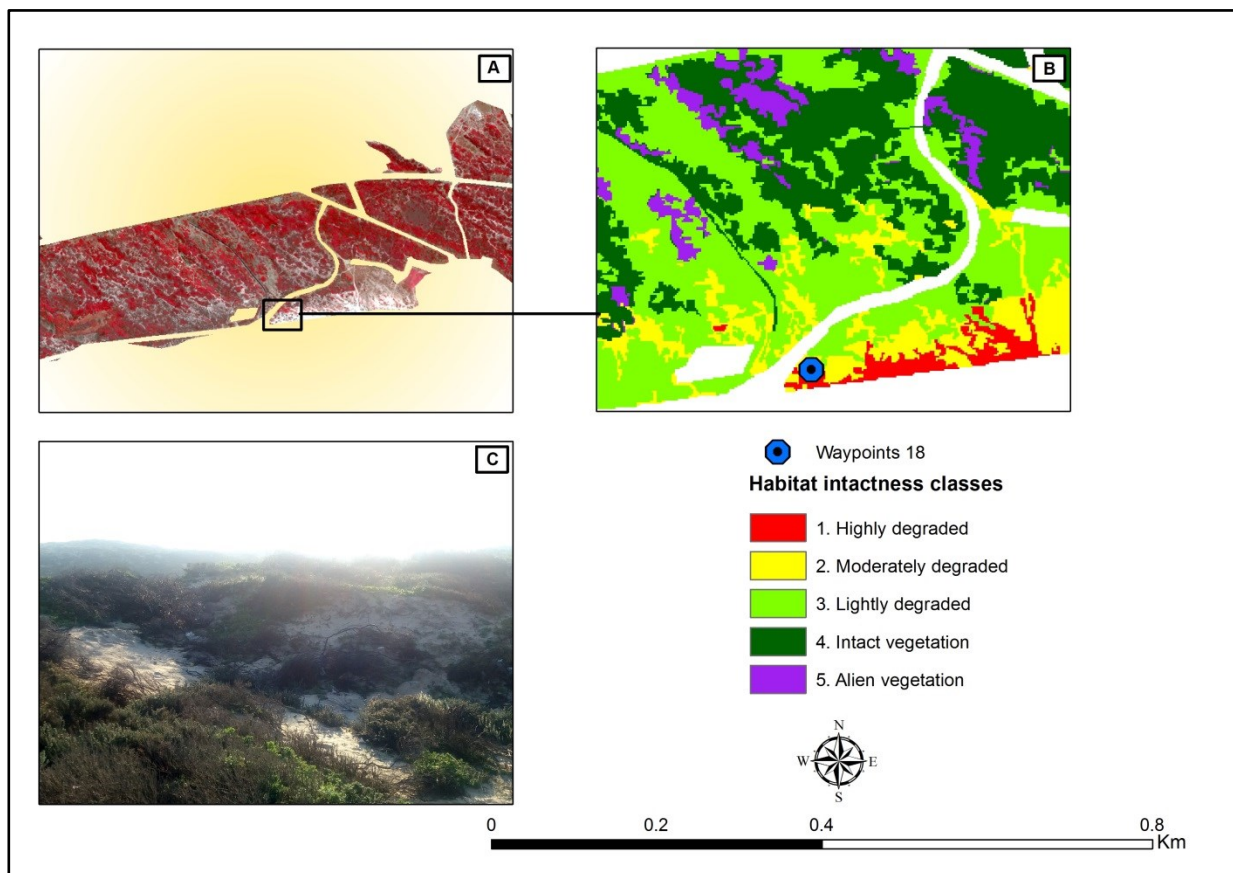 A
B
C
Waypoints 18
Habitat intactness classes
1. Highly degraded
2. Moderately degraded
3. Lightly degraded
4. Intact vegetation
5. Alien vegetation
N
W E
S
0 0.2 0.4 0.8
Km